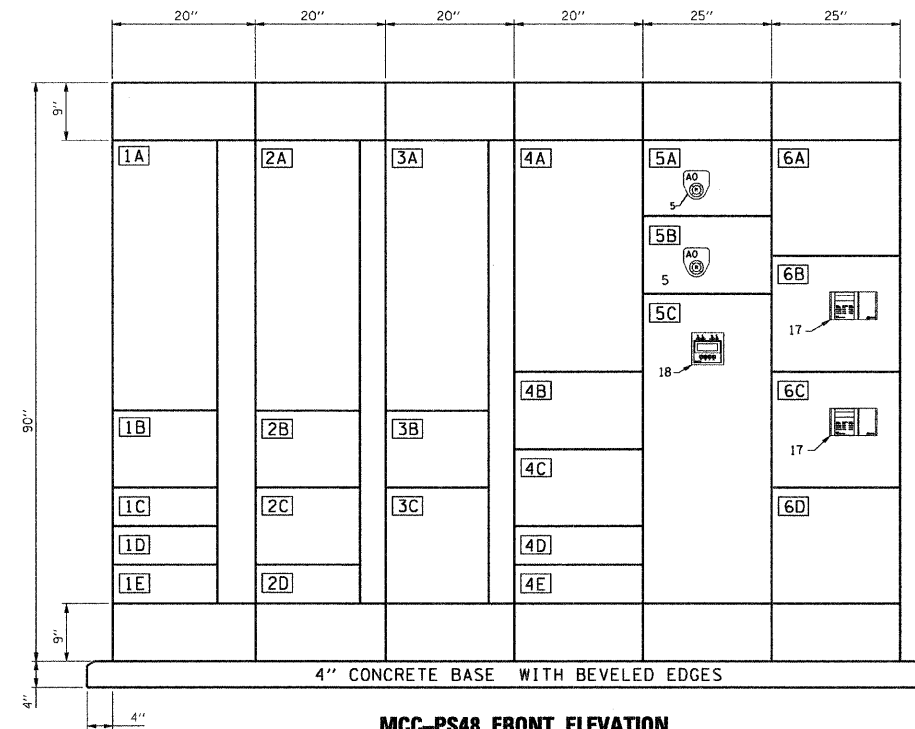 20" 20" 20" 20" 25" 25"
9"
90"
1A 2A 3A 4A 5A 6A
AO
5
5B
AO
5
6B
17
5C
18
4B 6C
17
1B 2B 3B
4C
1C 2C 3C 6D
1D 4D
1E 2D 4E
9"
4" CONCRETE BASE WITH BEVELED EDGES
4"
4"
MCC-PS48 FRONT ELEVATION